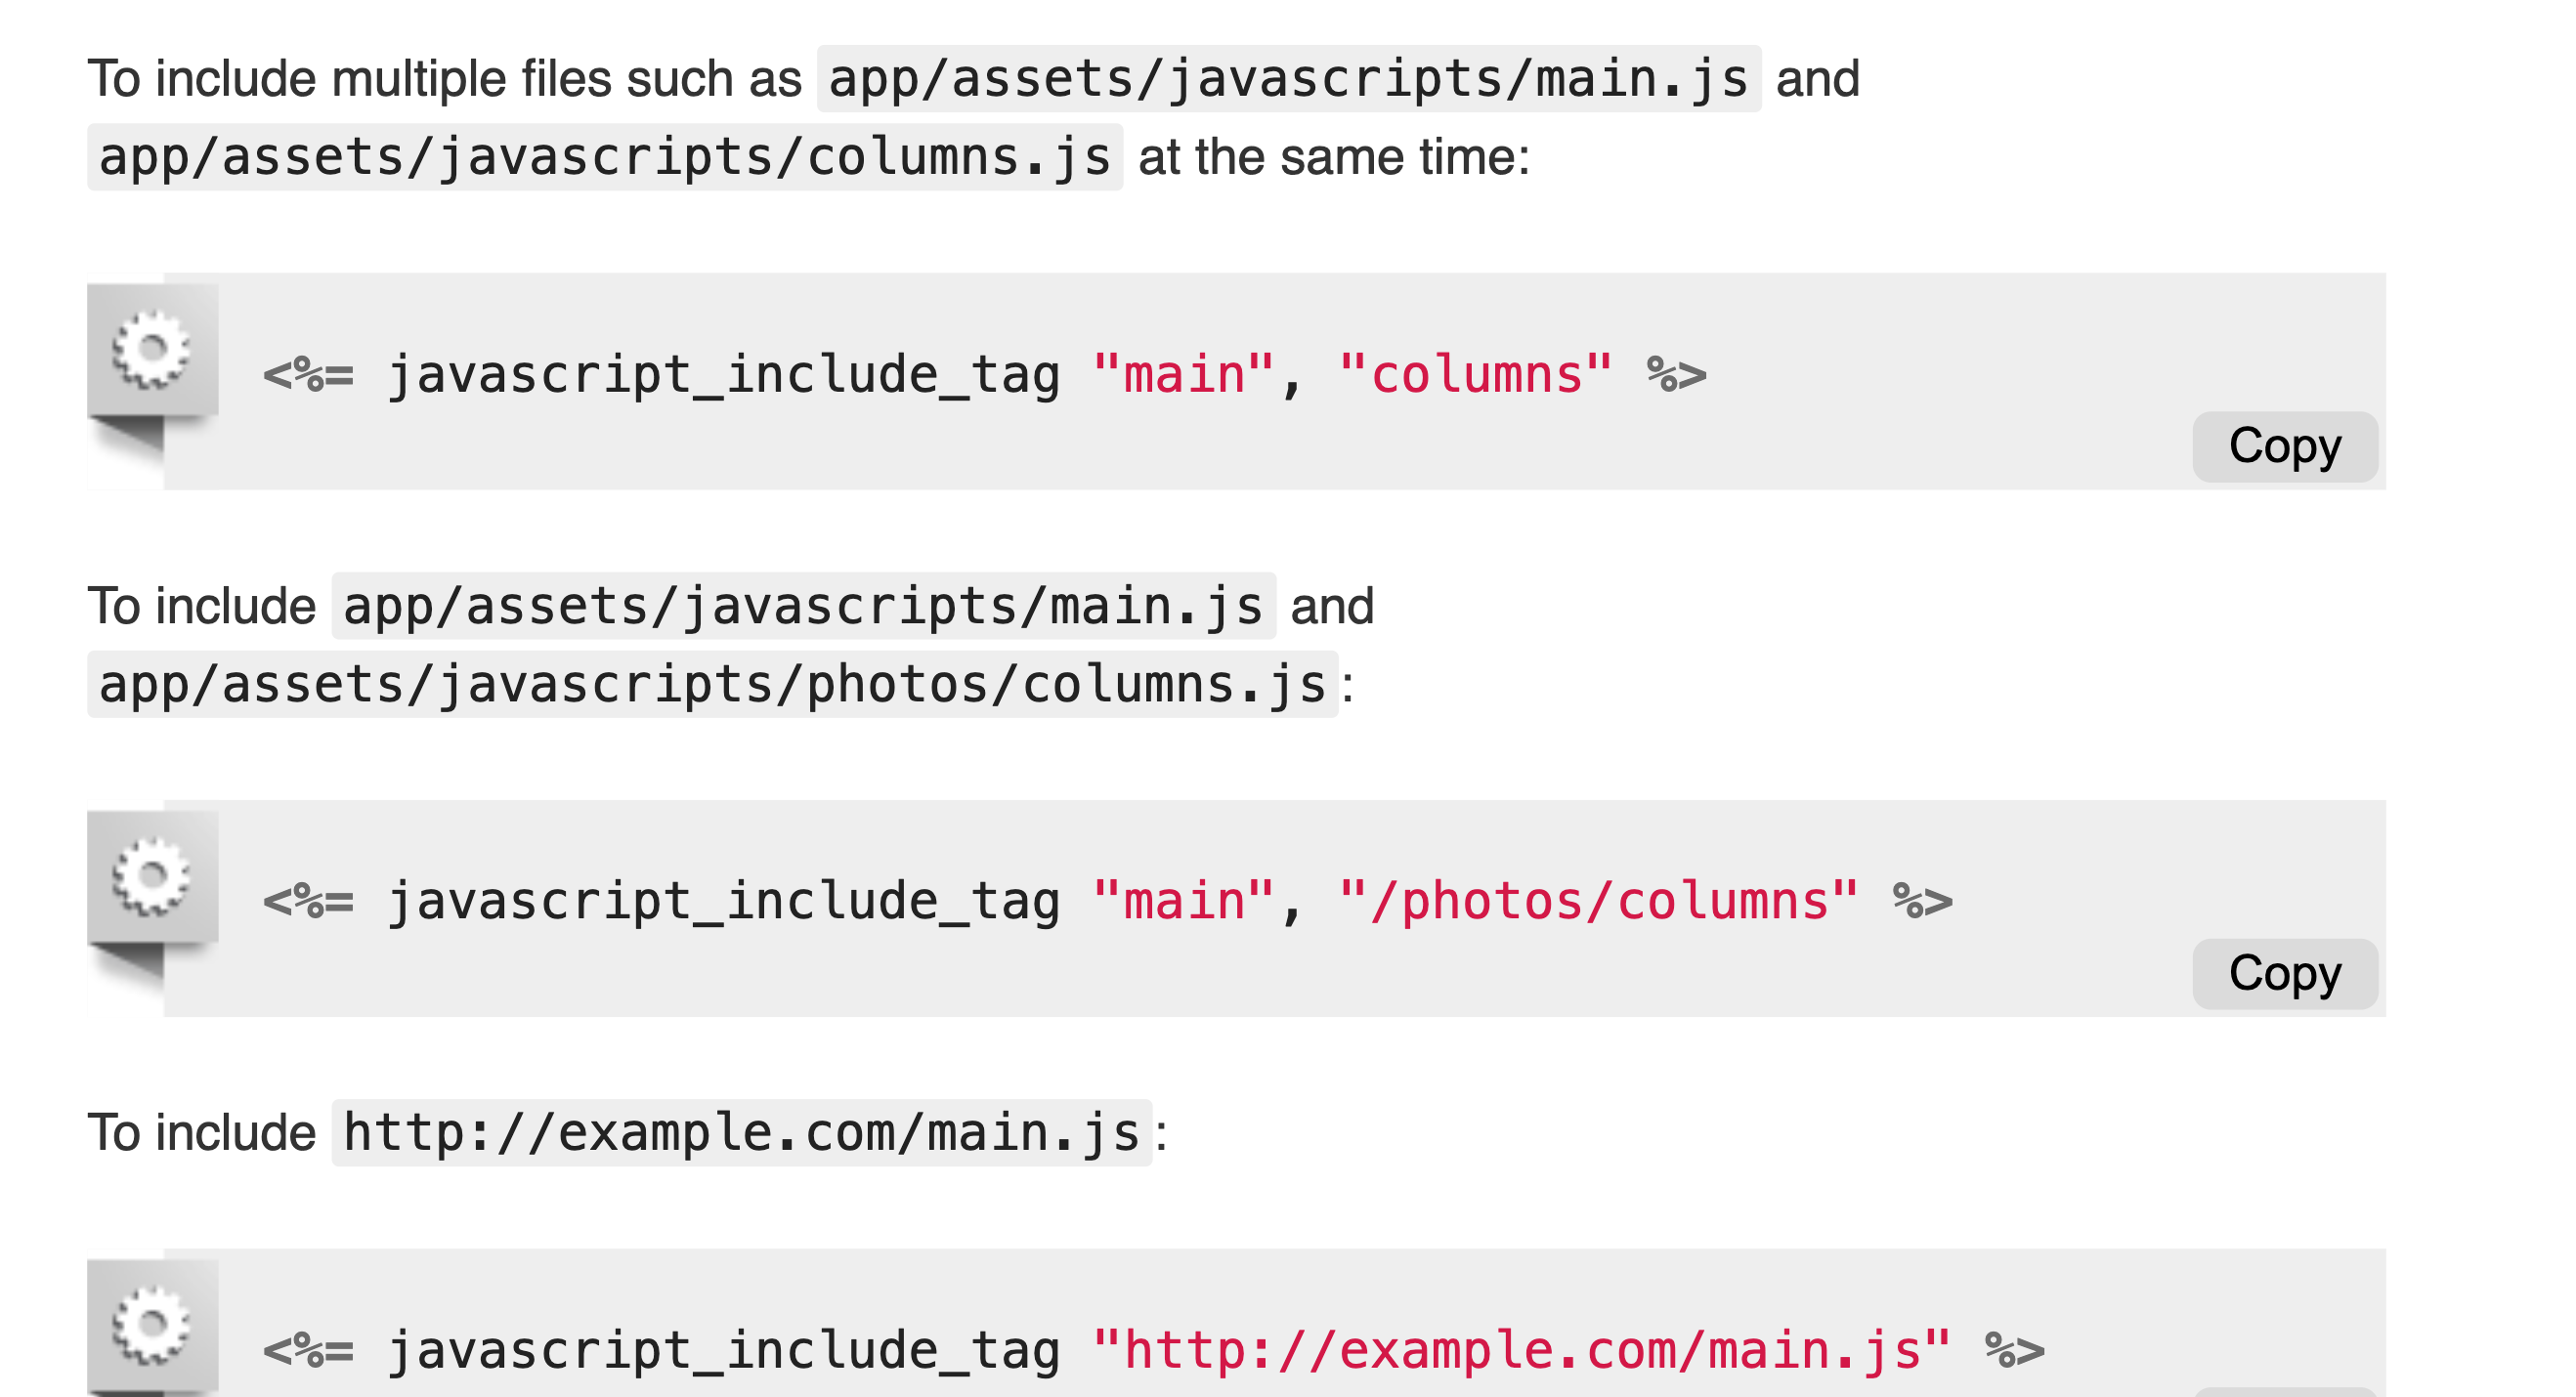 To include multiple files such as app/assets/javascripts/main.js and
app/assets/javascripts/columns.js at the same time:
<%= javascript_include_tag "main", "columns" %>
Copy
To include app/assets/javascripts/main.js and
app/assets/javascripts/photos/columns.js:
<%= javascript_include_tag "main", "/photos/columns" %>
Copy
To include http://example.com/main.js:
<%= javascript_include_tag "http://example.com/main.js" %>